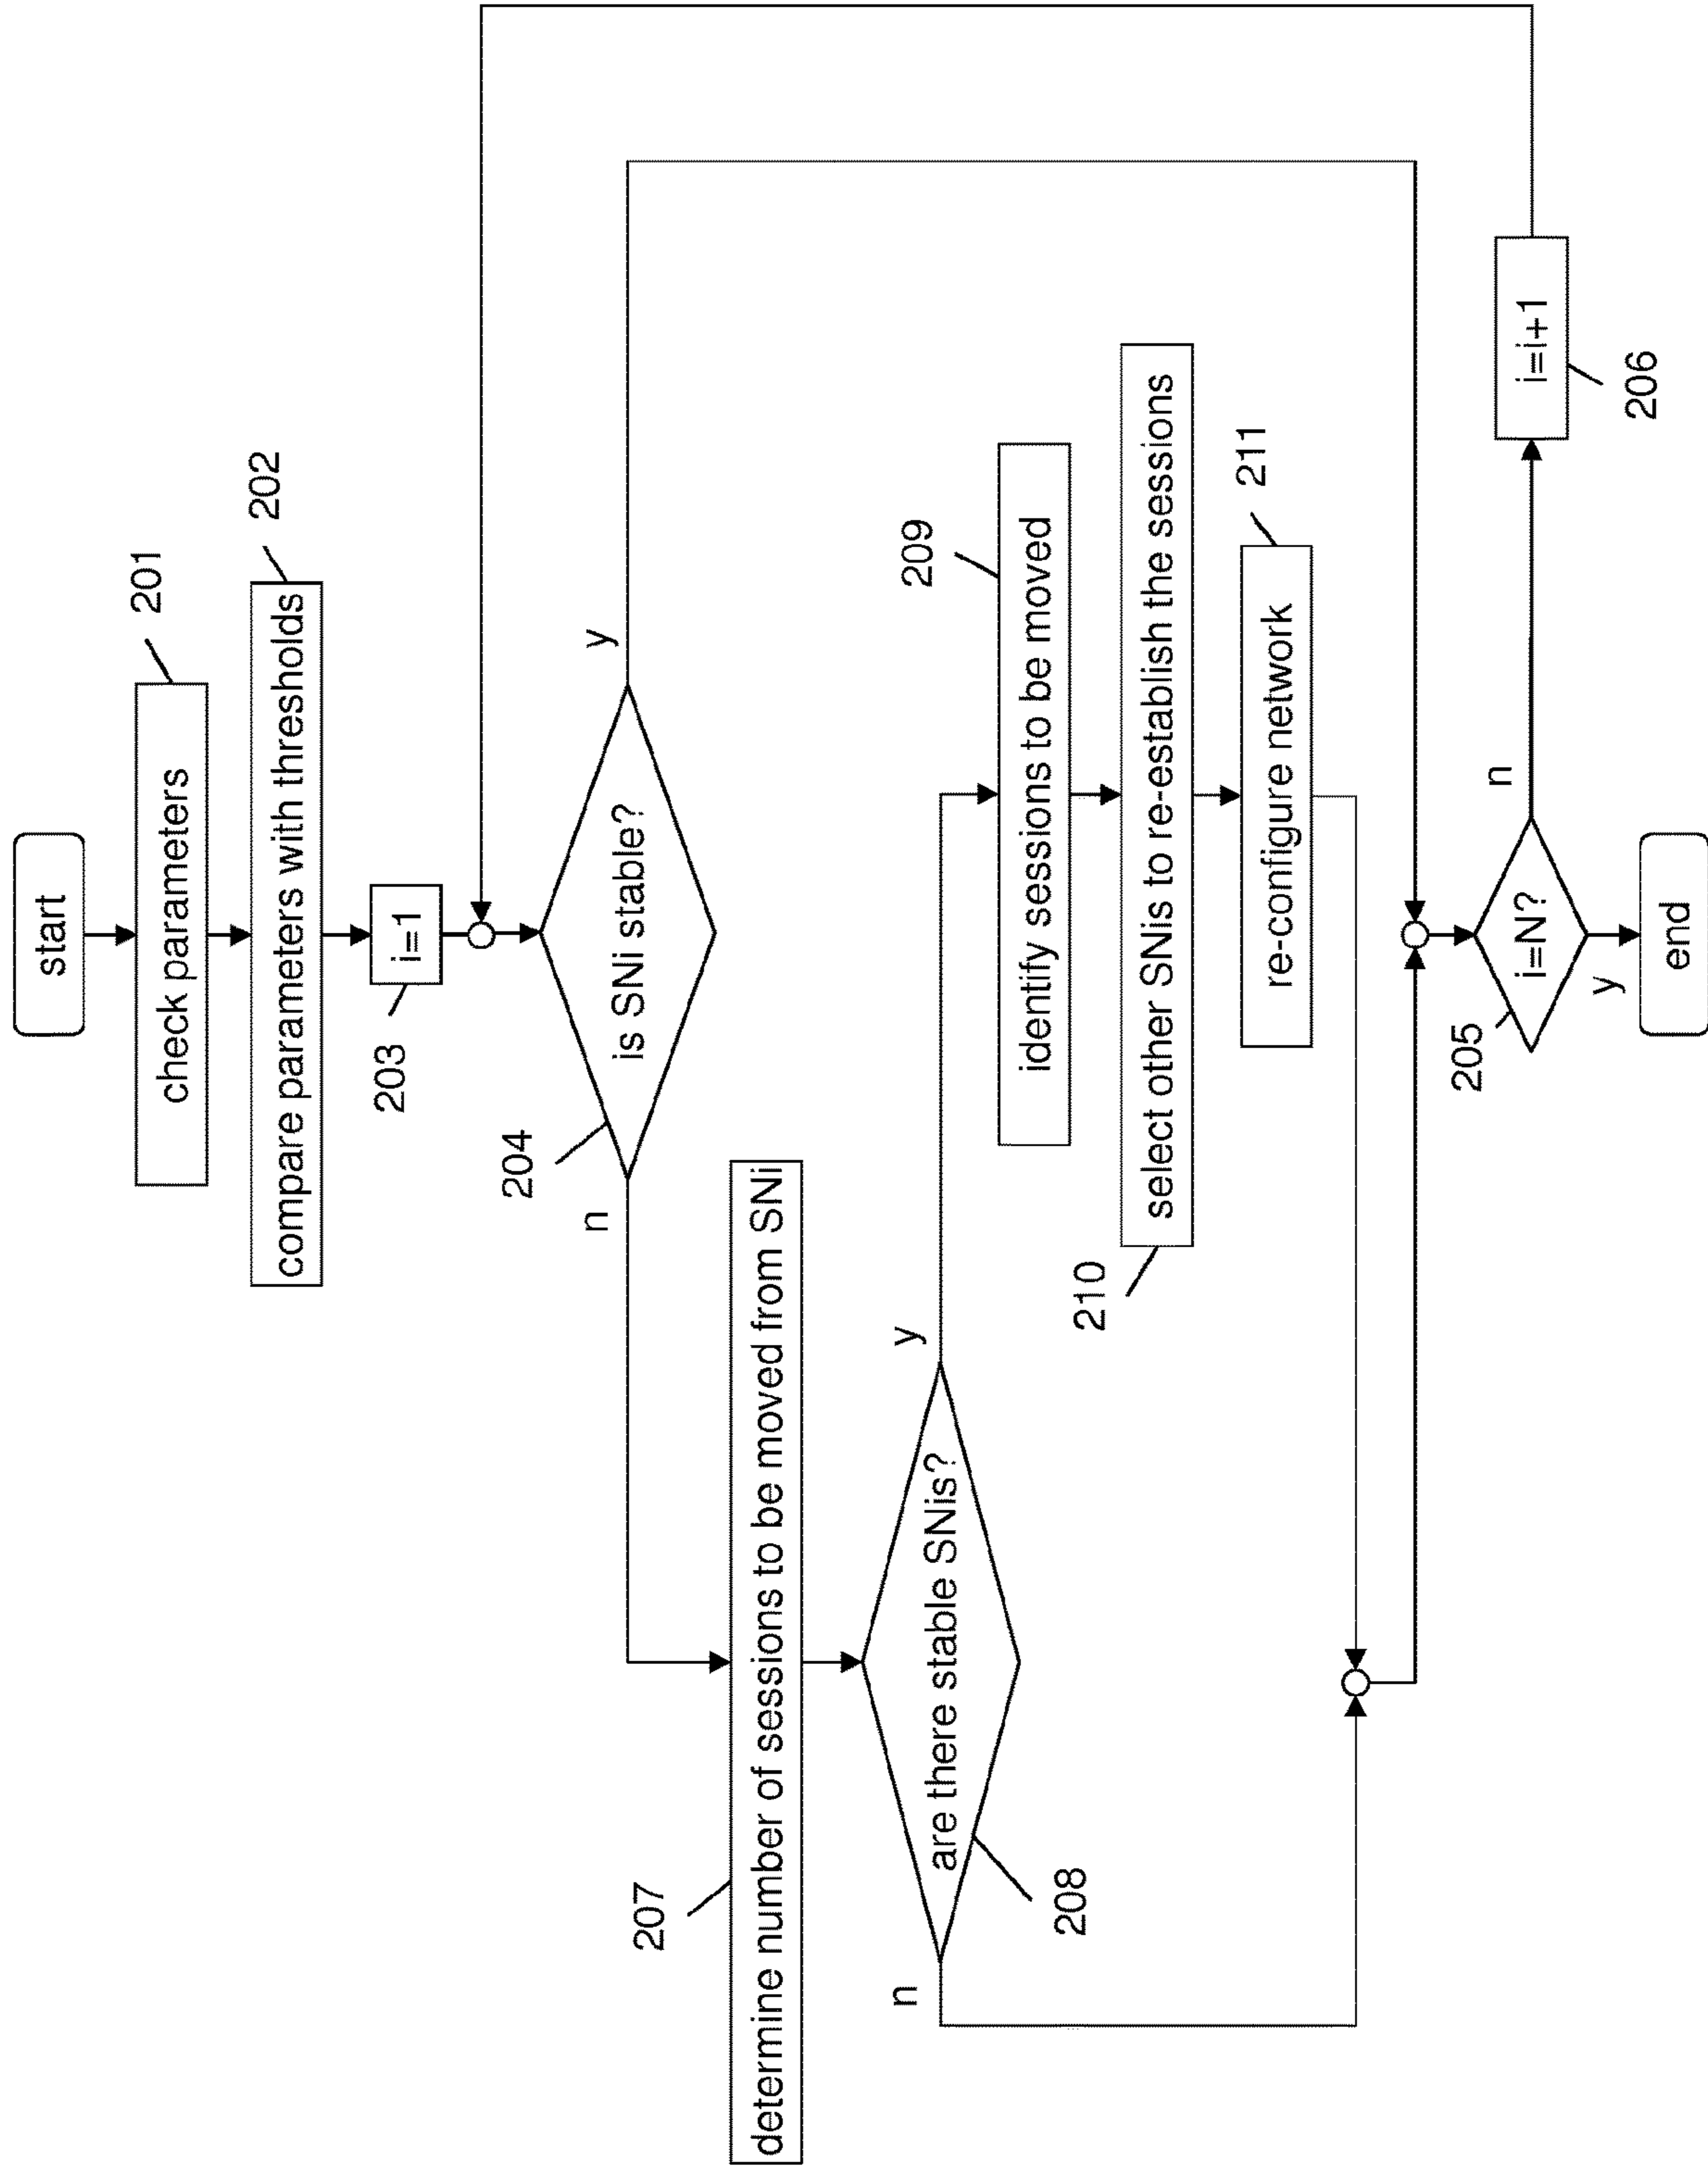 start
check parameters
201
compare parameters with thresholds
202
i=1
203
is SNi stable?
204
n
y
determine number of sessions to be moved from SNi
207
are there stable SNis?
208
n
y
identify sessions to be moved
209
select other SNis to re-establish the sessions
210
re-configure network
211
i=N?
205
n
y
i=i+1
206
end